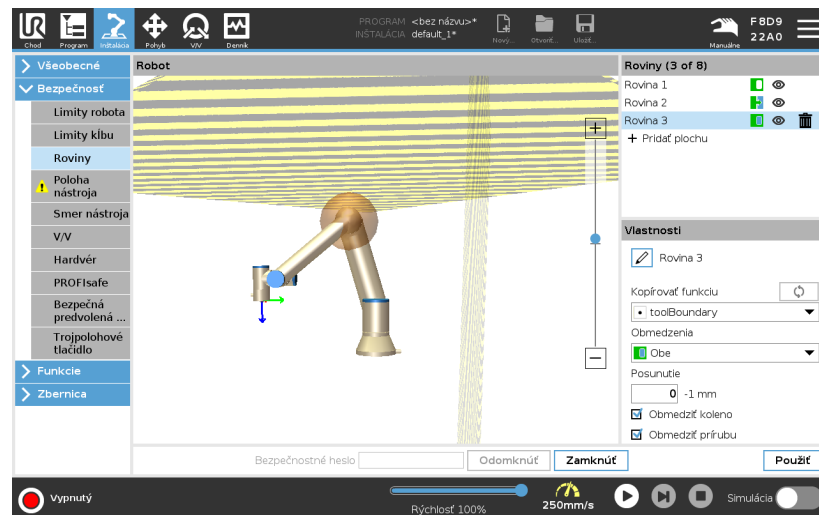 PROGRAM <bez názvu>*
INŠTALÁCIA default_1*
Chod
Program
Inštalácia
Pohyb
V/V
Denník
Nový...
Otvoriť...
Uložiť...
Manuálne
F8D9
22A0
Všeobecné
Bezpečnosť
Limity robota
Limity kĺbu
Roviny
Poloha
nástroja
Smer nástroja
V/V
Hardvér
PROFIsafe
Bezpečná
predvolená ...
Trojpolohové
tlačidlo
Funkcie
Zbernica
Robot
Roviny (3 of 8)
Rovina 1
Rovina 2
Rovina 3
+ Pridať plochu
Vlastnosti
Rovina 3
Kopírovať funkciu
toolBoundary
Obmedzenia
Obe
Posunutie
0 -1 mm
Obmedziť koleno
Obmedziť prírubu
Bezpečnostné heslo
Odomknúť
Zamknúť
Použiť
Vypnutý
Rýchlosť 100%
250mm/s
Simulácia